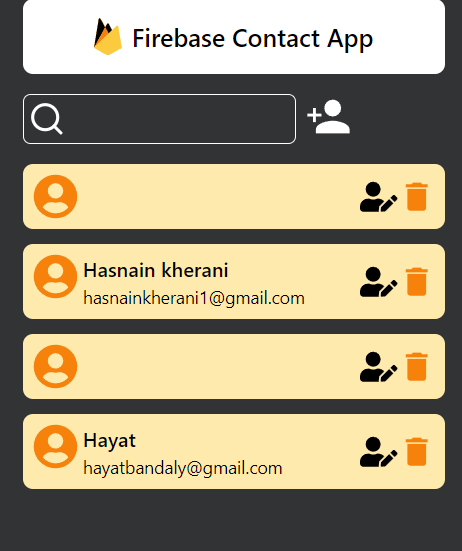 Firebase Contact App
Hasnain kherani
hasnainkherani1@gmail.com
Hayat
hayatbandaly@gmail.com